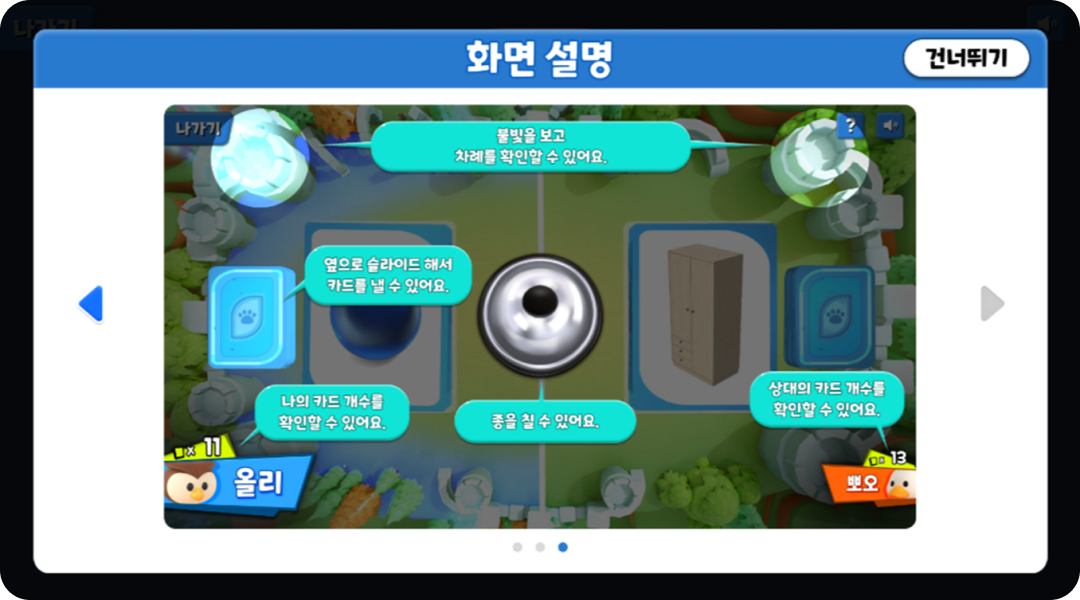 나가기
화면 설명
건너뛰기
나가기
불빛을 보고
차례를 확인할 수 있어요.
?
옆으로 슬라이드 해서
카드를 낼 수 있어요.
나의 카드 개수를
확인할 수 있어요.
종을 칠 수 있어요.
상대의 카드 개수를
확인할 수 있어요.
x 11
올리
x 13
뽀오